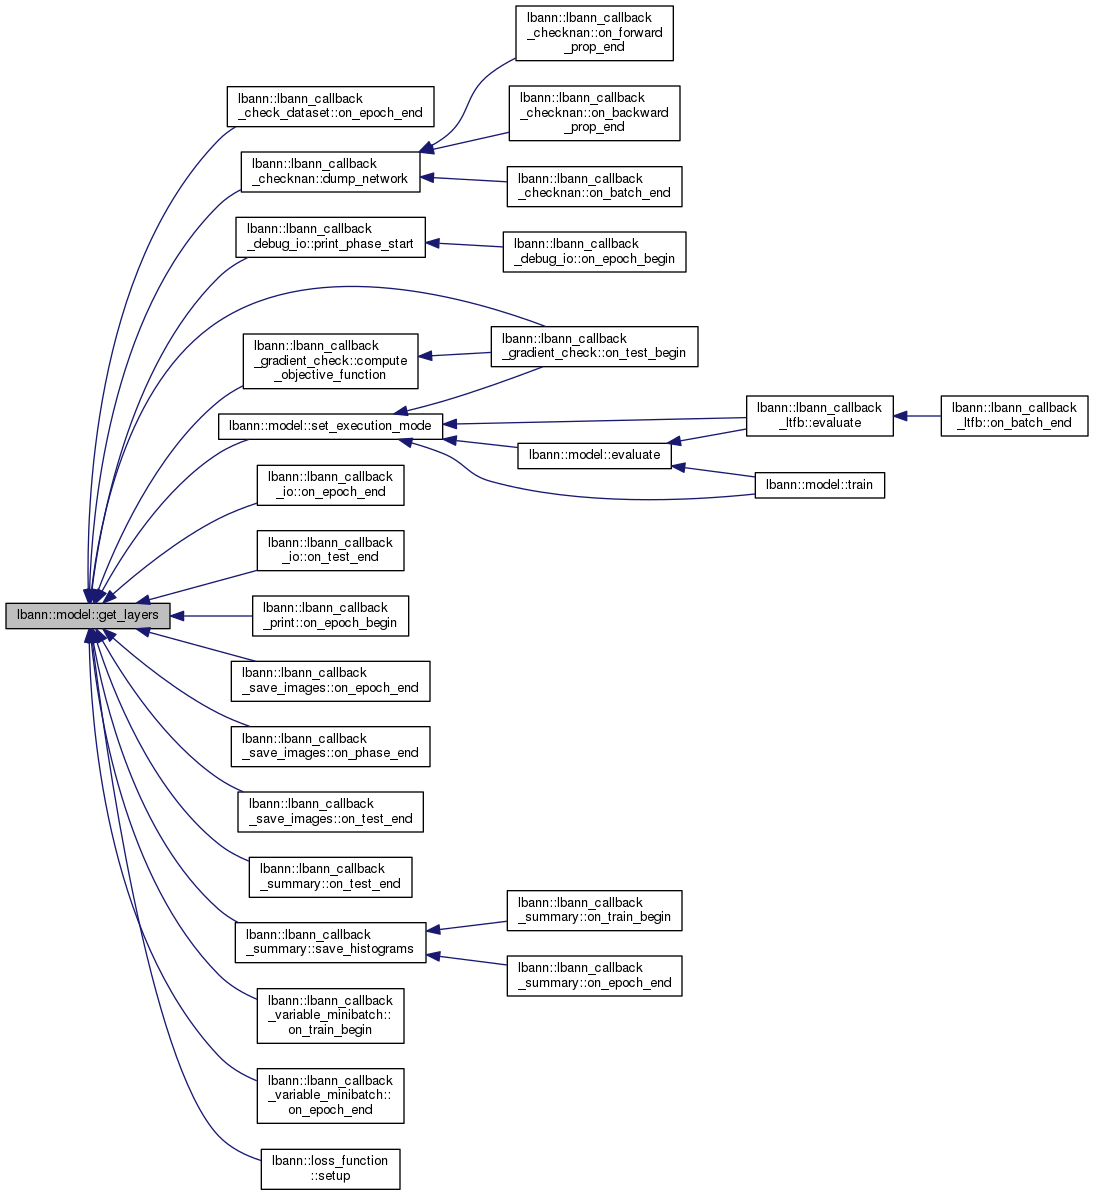 lbann::lbann_callback
_checknan::on_forward
_prop_end
lbann::lbann_callback
_check_dataset::on_epoch_end
lbann::lbann_callback
_checknan::on_backward
_prop_end
lbann::lbann_callback
_checknan::dump_network
lbann::lbann_callback
_checknan::on_batch_end
lbann::lbann_callback
_debug_io::print_phase_start
lbann::lbann_callback
_debug_io::on_epoch_begin
lbann::lbann_callback
_gradient_check::compute
_objective_function
lbann::lbann_callback
_gradient_check::on_test_begin
lbann::model::set_execution_mode
lbann::lbann_callback
_ltfb::evaluate
lbann::lbann_callback
_ltfb::on_batch_end
lbann::model::evaluate
lbann::model::train
lbann::lbann_callback
_io::on_epoch_end
lbann::lbann_callback
_io::on_test_end
lbann::model::get_layers
lbann::lbann_callback
_print::on_epoch_begin
lbann::lbann_callback
_save_images::on_epoch_end
lbann::lbann_callback
_save_images::on_phase_end
lbann::lbann_callback
_save_images::on_test_end
lbann::lbann_callback
_summary::on_test_end
lbann::lbann_callback
_summary::save_histograms
lbann::lbann_callback
_summary::on_train_begin
lbann::lbann_callback
_summary::on_epoch_end
lbann::lbann_callback
_variable_minibatch::
on_train_begin
lbann::lbann_callback
_variable_minibatch::
on_epoch_end
lbann::loss_function
::setup